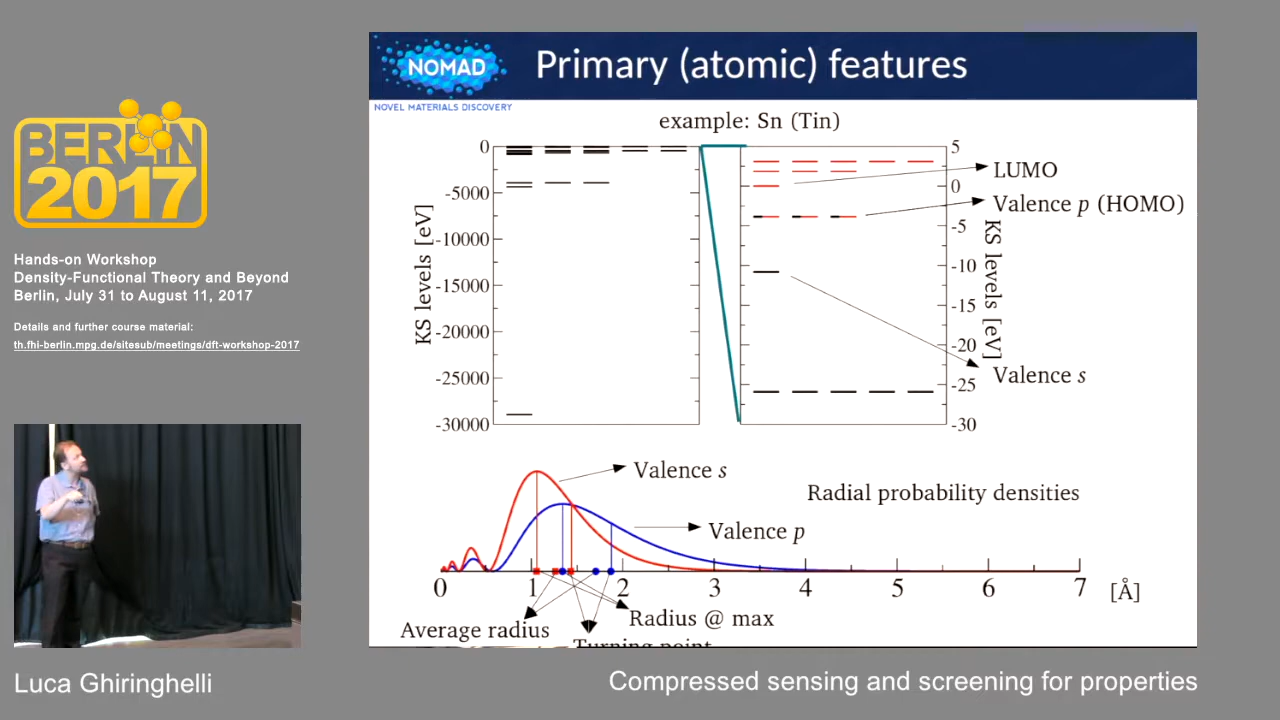 NOMAD
Primary (atomic) features
NOVEL MATERIALS DISCOVERY
example: Sn (Tin)
BERLIN
2017
Hands-on Workshop
Density-Functional Theory and Beyond
Berlin, July 31 to August 11, 2017
Details and further course material:
th.fhi-berlin.mpg.de/sitesub/meetings/dft-workshop-2017
KS levels [eV]
0
-5000
-10000
-15000
-20000
-25000
-30000
5
0
-5
-10
-15
-20
-25
-30
KS levels [eV]
LUMO
Valence p (HOMO)
Valence s
Valence s
Radial probability densities
Valence p
0 1 2 3 4 5 6 7 [Å]
Radius @ max
Average radius
Turning point
Luca Ghiringhelli
Compressed sensing and screening for properties